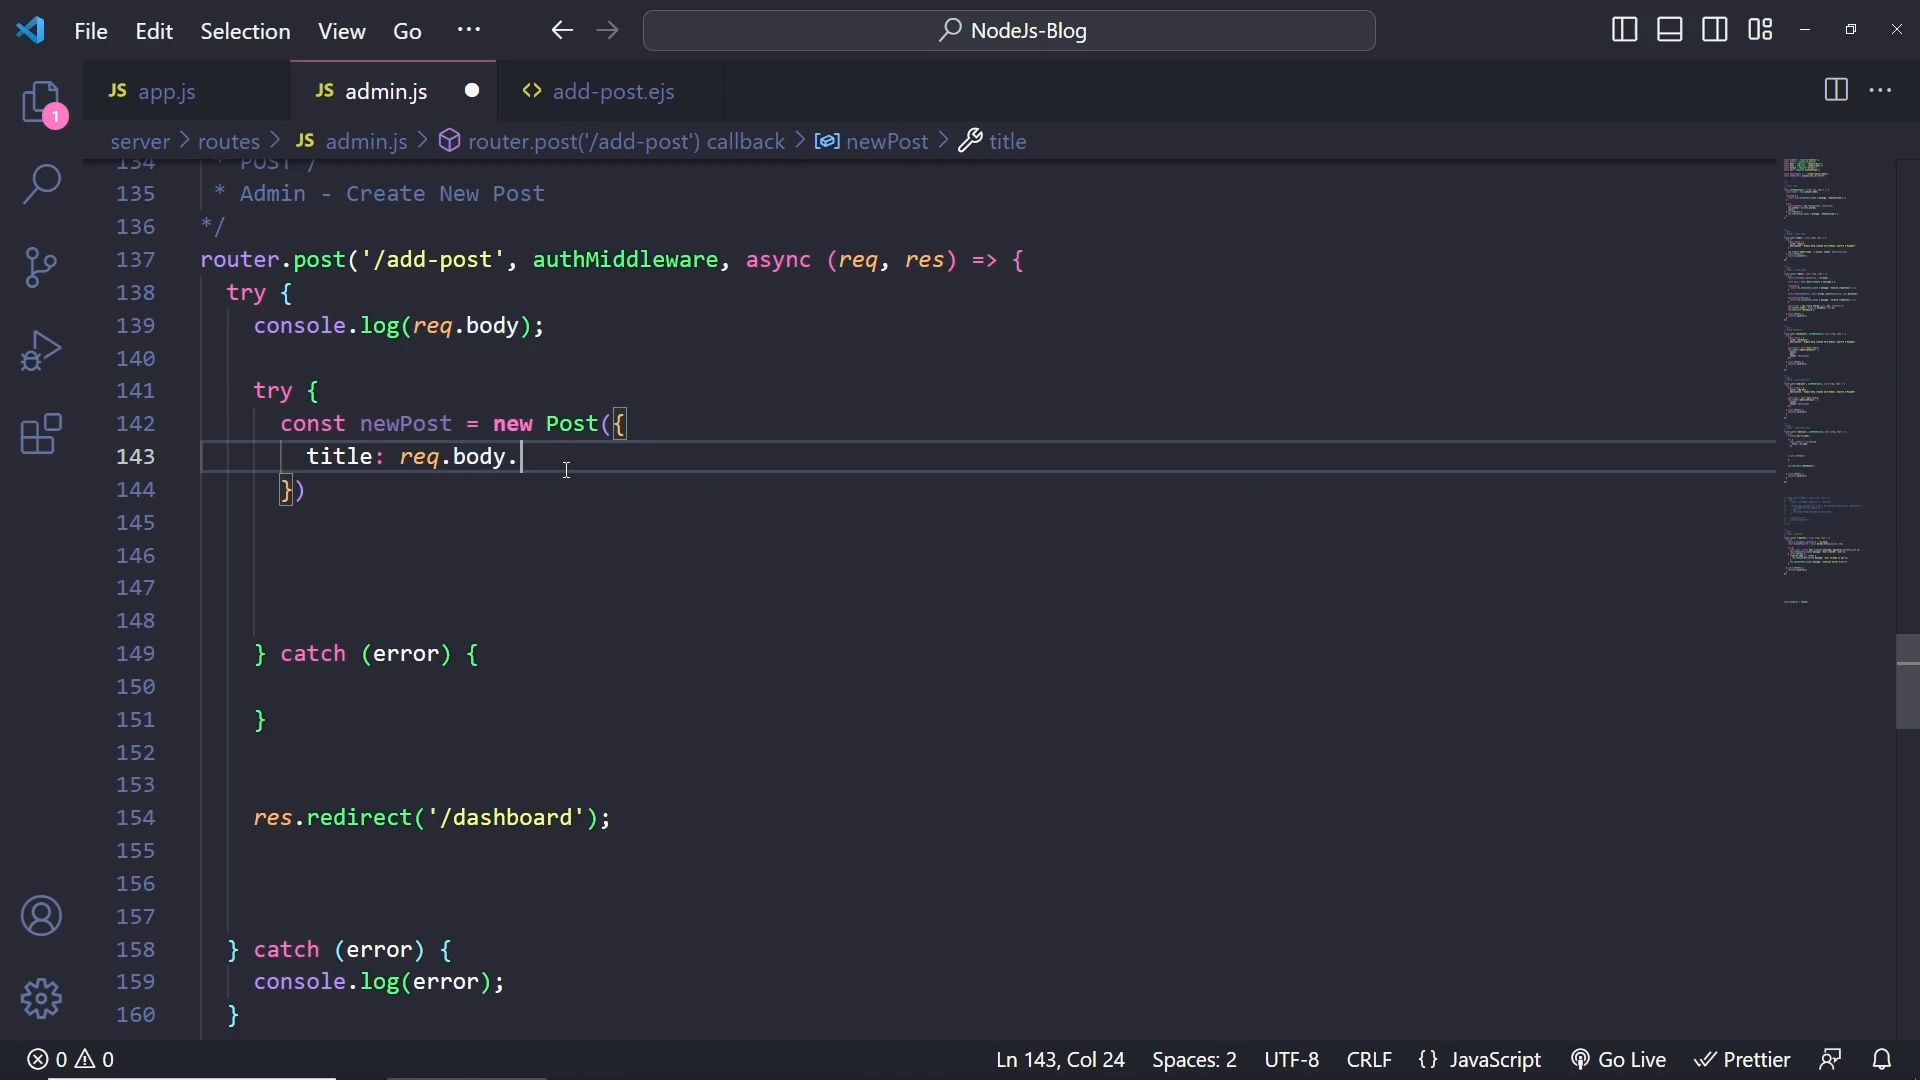 File Edit Selection View Go ··· NodeJs-Blog
1
JS app.js JS admin.js <> add-post.ejs
server > routes > JS admin.js > router.post('/add-post') callback > newPost > title
134 * POST /
135 * Admin - Create New Post
136 */
137 router.post('/add-post', authMiddleware, async (req, res) => {
138 try {
139 console.log(req.body);
140
141 try {
142 const newPost = new Post({
143 title: req.body.
144 })
145
146
147
148
149 } catch (error) {
150
151 }
152
153
154 res.redirect('/dashboard');
155
156
157
158 } catch (error) {
159 console.log(error);
160 }
0 0 Ln 143, Col 24 Spaces: 2 UTF-8 CRLF {} JavaScript Go Live Prettier